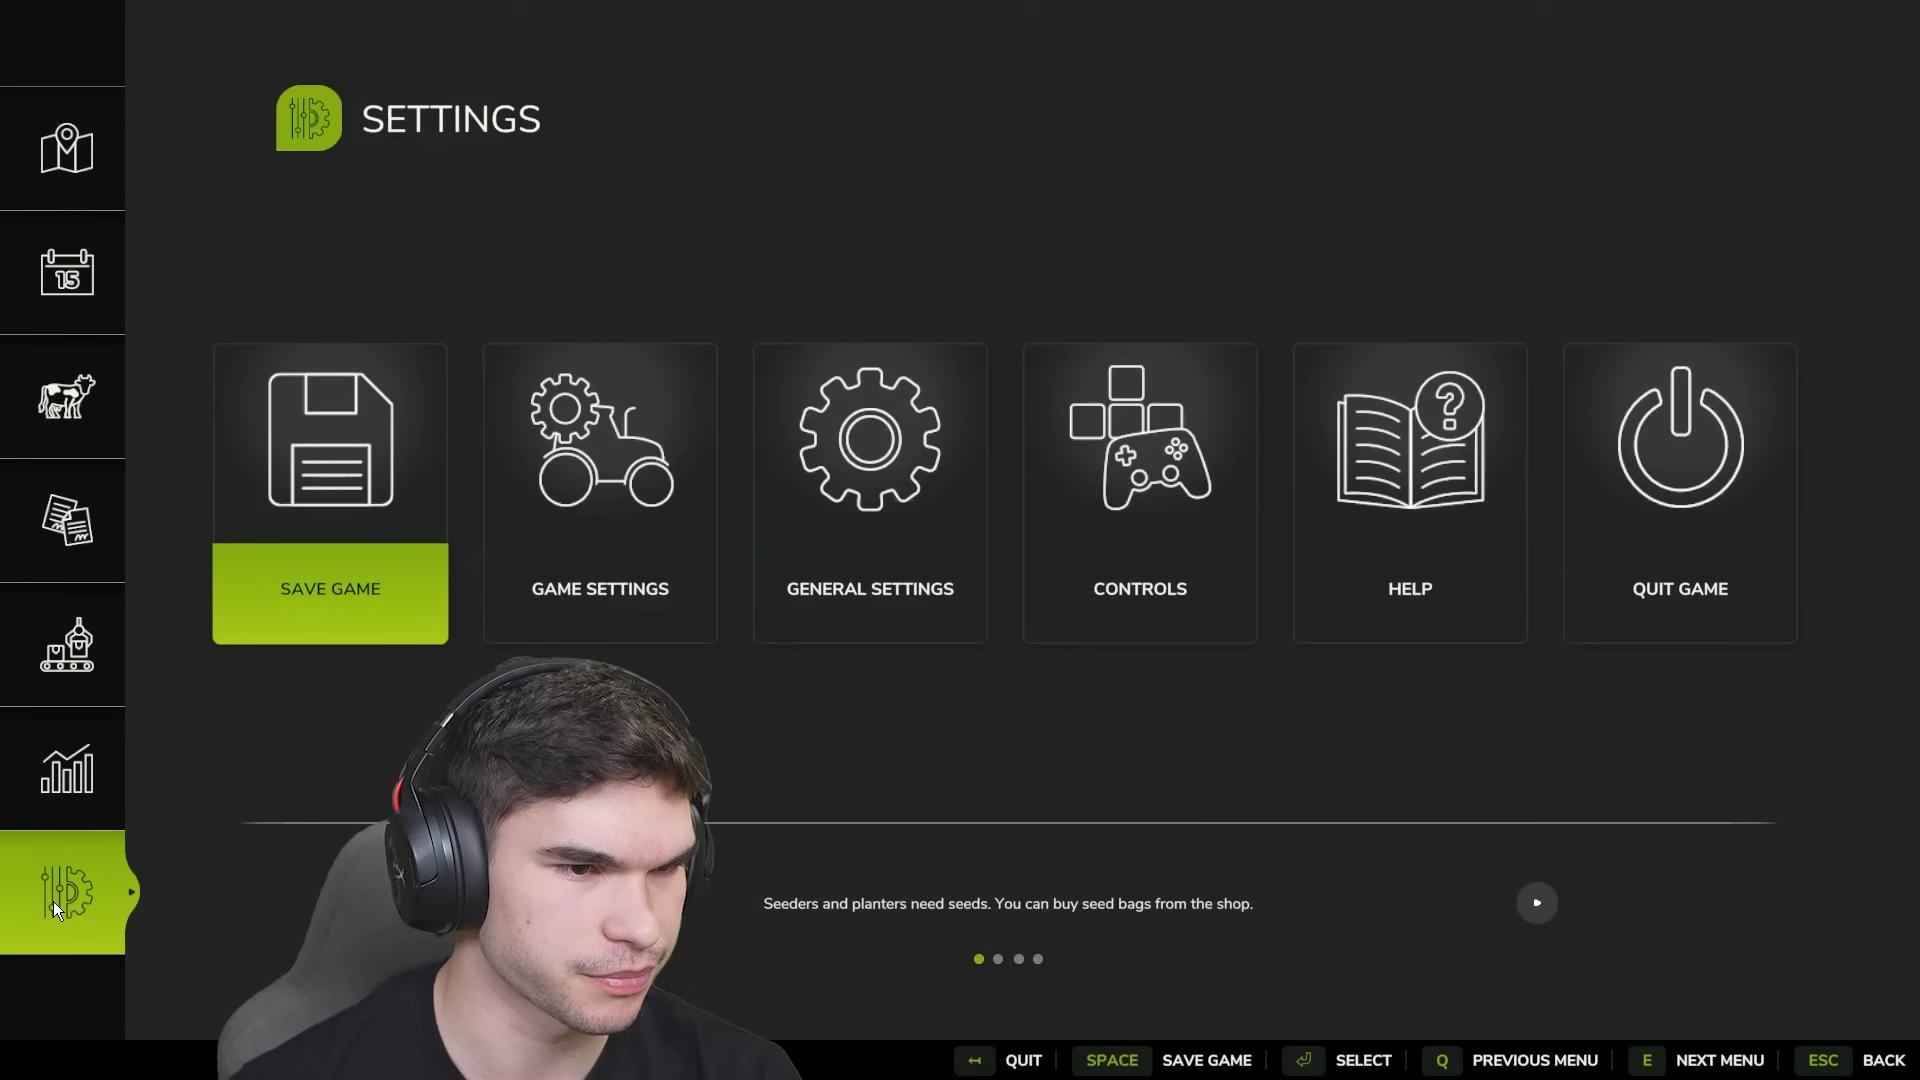 SETTINGS
15
SAVE GAME
GAME SETTINGS
GENERAL SETTINGS
CONTROLS
HELP
QUIT GAME
Seeders and planters need seeds. You can buy seed bags from the shop.
QUIT
SPACE SAVE GAME
SELECT
Q PREVIOUS MENU
E NEXT MENU
ESC BACK